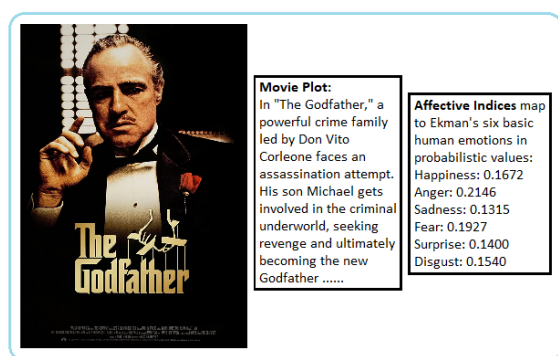 The
Godfather
Movie Plot:
In "The Godfather," a
powerful crime family
led by Don Vito
Corleone faces an
assassination attempt.
His son Michael gets
involved in the criminal
underworld, seeking
revenge and ultimately
becoming the new
Godfather ......
Affective Indices map
to Ekman's six basic
human emotions in
probabilistic values:
Happiness: 0.1672
Anger: 0.2146
Sadness: 0.1315
Fear: 0.1927
Surprise: 0.1400
Disgust: 0.1540